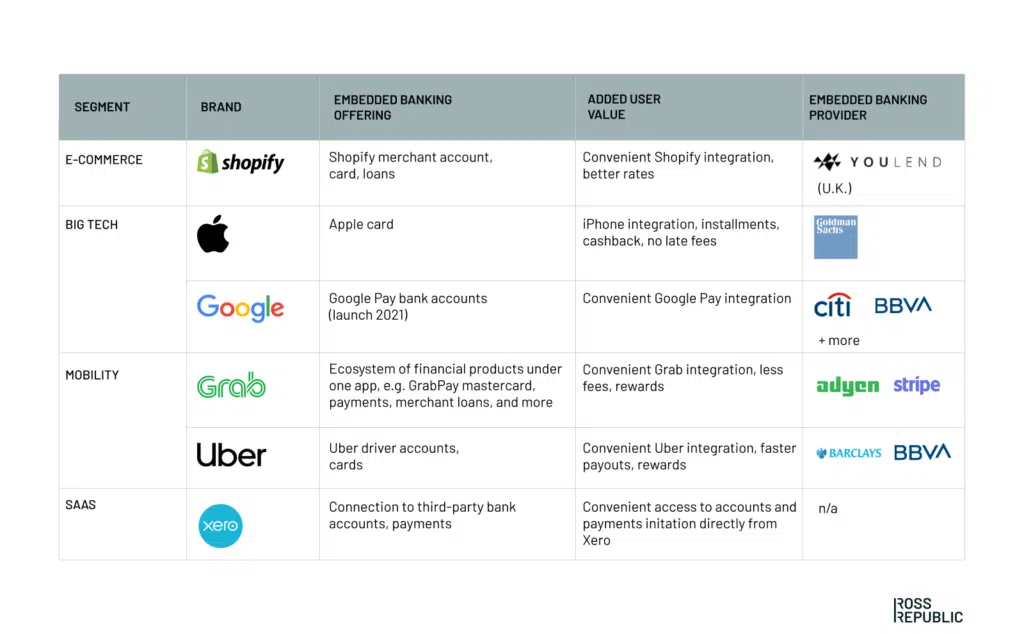 SEGMENT
BRAND
EMBEDDED BANKING
OFFERING
ADDED USER
VALUE
EMBEDDED BANKING
PROVIDER
E-COMMERCE
shopify
Shopify merchant account,
card, loans
Convenient Shopify integration,
better rates
YOULEND
(U.K.)
BIG TECH
Apple card
iPhone integration, installments,
cashback, no late fees
Goldman
Sachs
Google
Google Pay bank accounts
(launch 2021)
Convenient Google Pay integration
citi BBVA
+ more
MOBILITY
Grab
Ecosystem of financial products under
one app, e.g. GrabPay mastercard,
payments, merchant loans, and more
Convenient Grab integration, less
fees, rewards
adyen stripe
Uber
Uber driver accounts,
cards
Convenient Uber integration, faster
payouts, rewards
BARCLAYS BBVA
SAAS
xero
Connection to third-party bank
accounts, payments
Convenient access to accounts and
payments initation directly from
Xero
n/a
ROSS
REPUBLIC